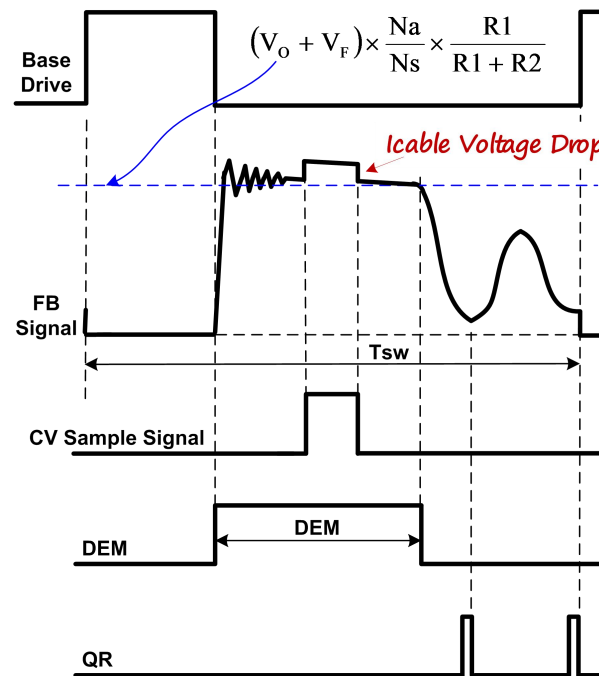 Base
Drive
(V_O + V_F) × Na/Ns × R1/(R1 + R2)
Icable Voltage Drop
FB
Signal
Tsw
CV Sample Signal
DEM
DEM
QR